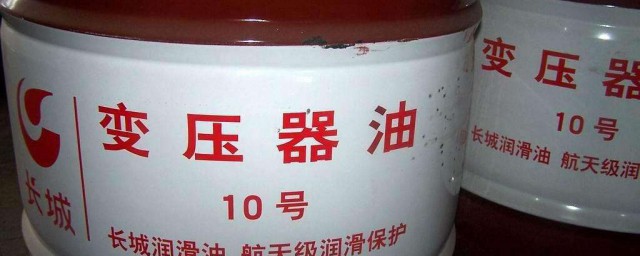 长城
变压器油
10号
长城润滑油 航天级润滑保护
变压器
10号
长城润滑油 航天级润